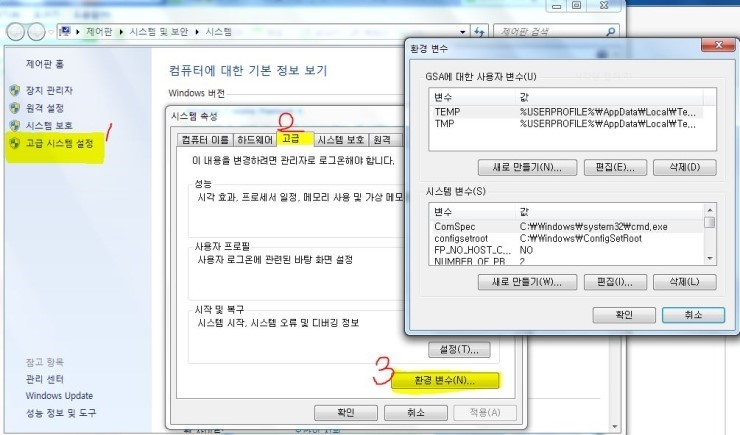 제어판 ▸ 시스템 및 보안 ▸ 시스템
제어판 검색
제어판 홈
장치 관리자
원격 설정
시스템 보호
고급 시스템 설정
1
컴퓨터에 대한 기본 정보 보기
Windows 버전
시스템 속성
2
컴퓨터 이름
하드웨어
고급
시스템 보호
원격
이 내용을 변경하려면 관리자로 로그온해야 합니다.
성능
시각 효과, 프로세서 일정, 메모리 사용 및 가상 메모
사용자 프로필
사용자 로그온에 관련된 바탕 화면 설정
시작 및 복구
시스템 시작, 시스템 오류 및 디버깅 정보
설정(T)...
3
환경 변수(N)...
확인
취소
적용(A)
참고 항목
관리 센터
Windows Update
성능 정보 및 도구
환경 변수
GSA에 대한 사용자 변수(U)
변수 값
TEMP %USERPROFILE%₩AppData₩Local₩Te...
TMP %USERPROFILE%₩AppData₩Local₩Te...
새로 만들기(N)...
편집(E)...
삭제(D)
시스템 변수(S)
변수 값
ComSpec C:₩Windows₩system32₩cmd.exe
configsetroot C:₩Windows₩ConfigSetRoot
FP_NO_HOST_C... NO
NUMBER_OF_PR... 2
새로 만들기(W)...
편집(I)...
삭제(L)
확인
취소